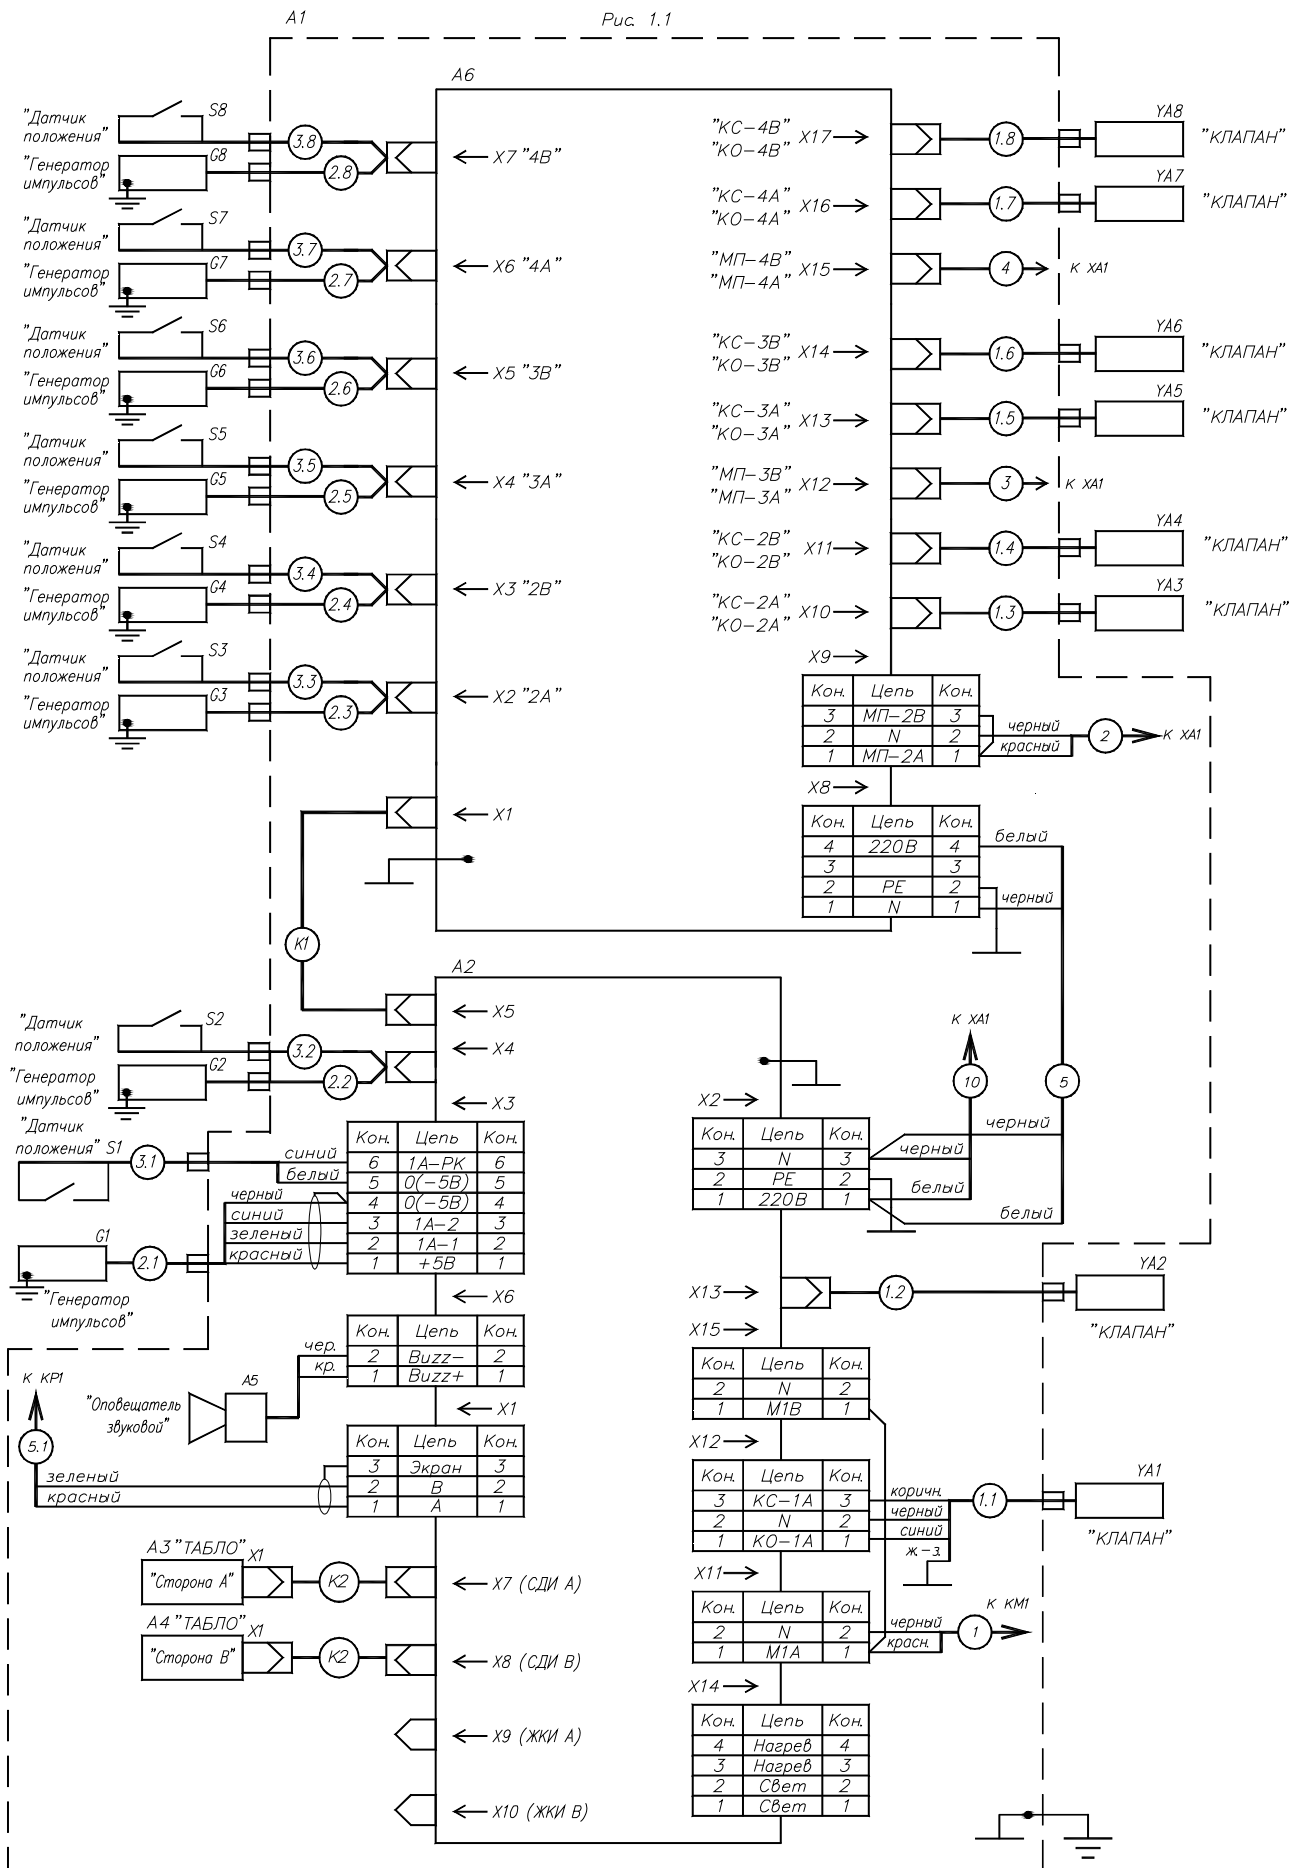 А1
Рис. 1.1
А6
"Датчик
положения"
S8
3.8
"Генератор
импульсов"
G8
2.8
X7 "4В"
"Датчик
положения"
S7
3.7
"Генератор
импульсов"
G7
2.7
X6 "4А"
"Датчик
положения"
S6
3.6
"Генератор
импульсов"
G6
2.6
X5 "3В"
"Датчик
положения"
S5
3.5
"Генератор
импульсов"
G5
2.5
X4 "3А"
"Датчик
положения"
S4
3.4
"Генератор
импульсов"
G4
2.4
X3 "2В"
"Датчик
положения"
S3
3.3
"Генератор
импульсов"
G3
2.3
X2 "2А"
X1
К1
"КС-4В"
"КО-4В"
X17
1.8
YA8
"КЛАПАН"
"КС-4А"
"КО-4А"
X16
1.7
YA7
"КЛАПАН"
"МП-4В"
"МП-4А"
X15
4
К ХА1
"КС-3В"
"КО-3В"
X14
1.6
YA6
"КЛАПАН"
"КС-3А"
"КО-3А"
X13
1.5
YA5
"КЛАПАН"
"МП-3В"
"МП-3А"
X12
3
К ХА1
"КС-2В"
"КО-2В"
X11
1.4
YA4
"КЛАПАН"
"КС-2А"
"КО-2А"
X10
1.3
YA3
"КЛАПАН"
X9
Кон. Цепь Кон.
3 МП-2В 3
2 N 2
1 МП-2А 1
черный
красный
2
К ХА1
X8
Кон. Цепь Кон.
4 220В 4
3 3
2 PE 2
1 N 1
белый
черный
А2
X5
"Датчик
положения"
S2
3.2
"Генератор
импульсов"
G2
2.2
X4
X3
"Датчик
положения" S1
3.1
синий
белый
Кон. Цепь Кон.
6 1А-РК 6
5 0(-5В) 5
4 0(-5В) 4
3 1А-2 3
2 1А-1 2
1 +5В 1
черный
синий
зеленый
красный
G1
2.1
"Генератор
импульсов"
X6
Кон. Цепь Кон.
2 Buzz- 2
1 Buzz+ 1
чер.
кр.
А5
"Оповещатель
звуковой"
К КР1
5.1
X1
Кон. Цепь Кон.
3 Экран 3
2 В 2
1 А 1
зеленый
красный
А3 "ТАБЛО"
X1
"Сторона А"
К2
X7 (СДИ А)
А4 "ТАБЛО"
X1
"Сторона В"
К2
X8 (СДИ В)
X9 (ЖКИ А)
X10 (ЖКИ В)
К ХА1
10
5
X2
Кон. Цепь Кон.
3 N 3
2 PE 2
1 220В 1
черный
черный
белый
белый
X13
1.2
YA2
"КЛАПАН"
X15
Кон. Цепь Кон.
2 N 2
1 М1В 1
X12
Кон. Цепь Кон.
3 КС-1А 3
2 N 2
1 КО-1А 1
коричн.
черный
синий
ж.-з.
1.1
YA1
"КЛАПАН"
X11
Кон. Цепь Кон.
2 N 2
1 М1А 1
черный
красн.
1
К КМ1
X14
Кон. Цепь Кон.
4 Нагрев 4
3 Нагрев 3
2 Свет 2
1 Свет 1